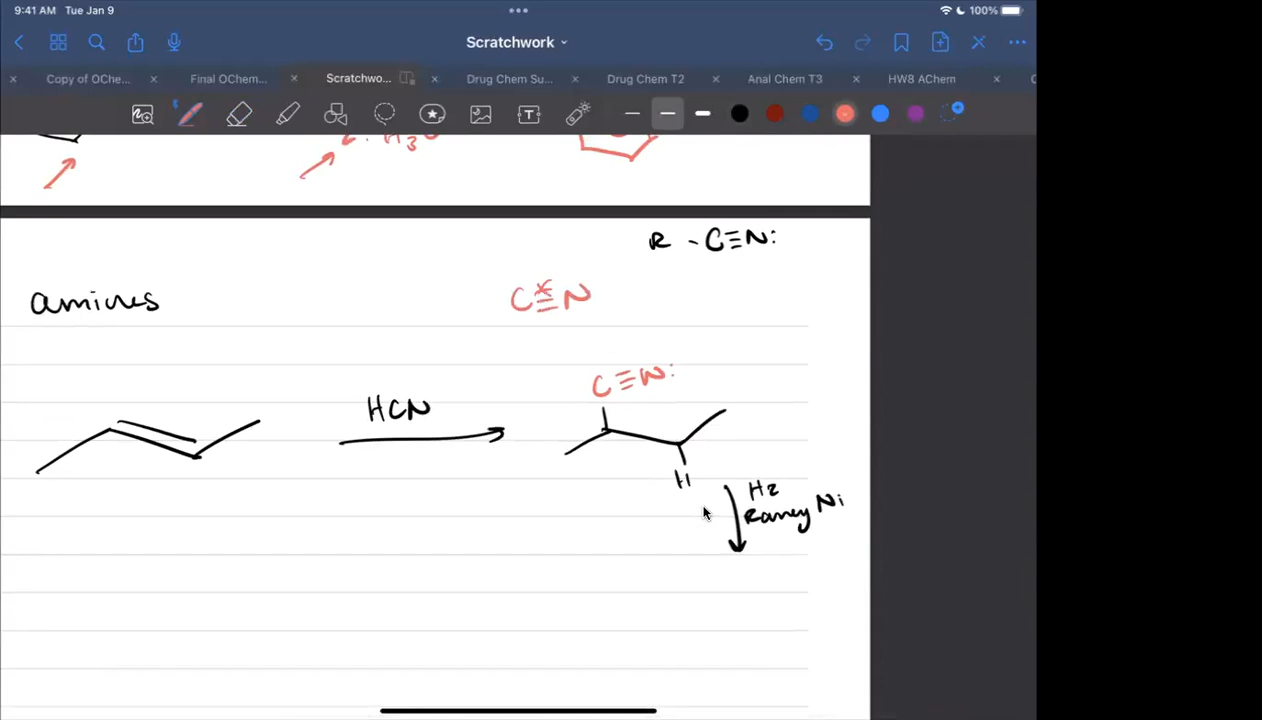 9:41 AM Tue Jan 9
100%
Scratchwork
Copy of OChe...
Final OChem...
Scratchwo...
Drug Chem Su...
Drug Chem T2
Anal Chem T3
HW8 AChem
T
H₃O
R - C≡N:
amines
C≡N
C≡N:
HCN
H
H2
Raney Ni